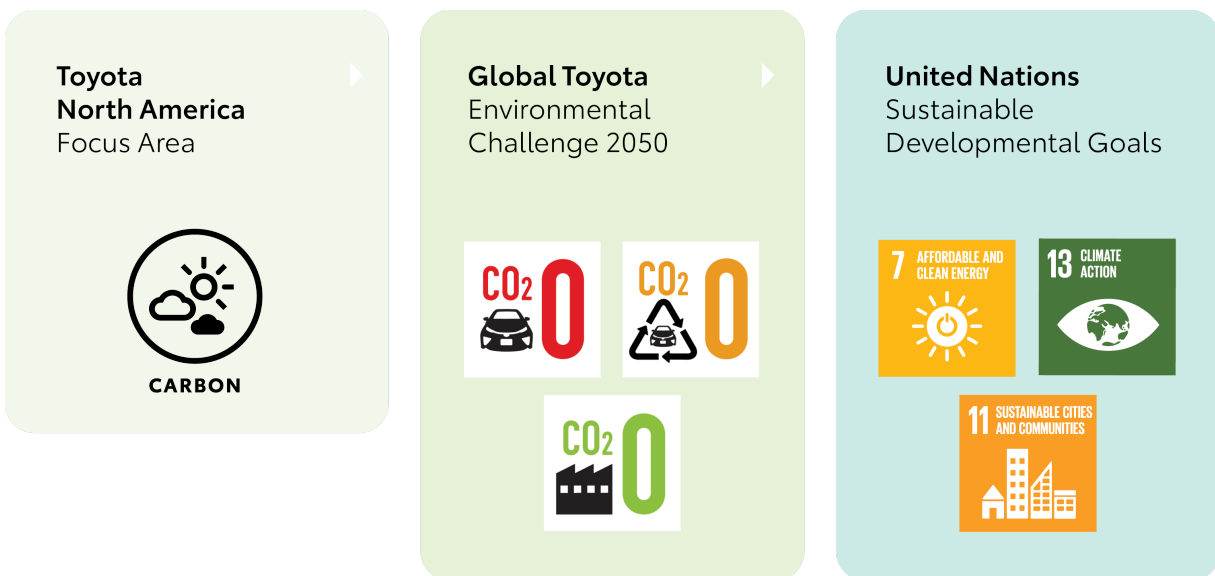 Toyota
North America
Focus Area
CARBON
Global Toyota
Environmental
Challenge 2050
CO2 0
CO2 0
CO2 0
United Nations
Sustainable
Developmental Goals
7 AFFORDABLE AND
CLEAN ENERGY
13 CLIMATE
ACTION
11 SUSTAINABLE CITIES
AND COMMUNITIES